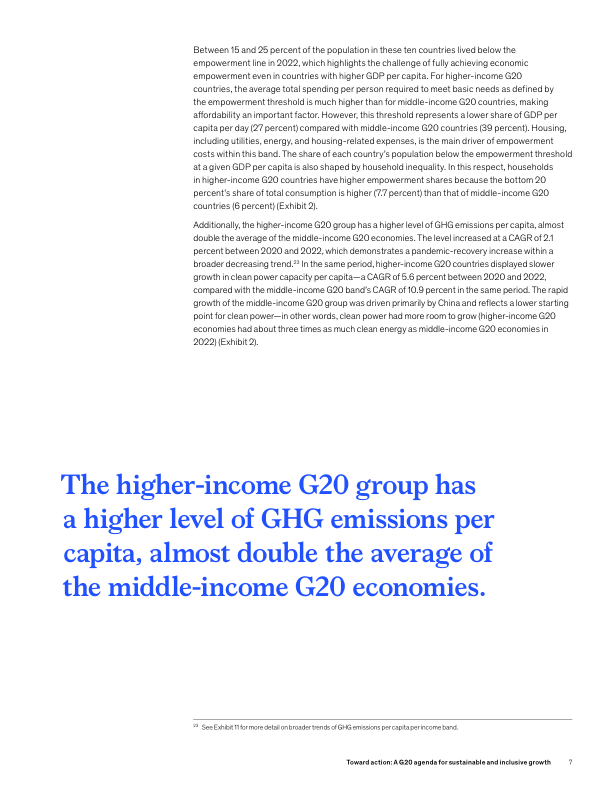 Between 15 and 25 percent of the population in these ten countries lived below the
empowerment line in 2022, which highlights the challenge of fully achieving economic
empowerment even in countries with higher GDP per capita. For higher-income G20
countries, the average total spending per person required to meet basic needs as defined by
the empowerment threshold is much higher than for middle-income G20 countries, making
affordability an important factor. However, this threshold represents a lower share of GDP per
capita per day (27 percent) compared with middle-income G20 countries (39 percent). Housing,
including utilities, energy, and housing-related expenses, is the main driver of empowerment
costs within this band. The share of each country's population below the empowerment threshold
at a given GDP per capita is also shaped by household inequality. In this respect, households
in higher-income G20 countries have higher empowerment shares because the bottom 20
percent's share of total consumption is higher (7.7 percent) than that of middle-income G20
countries (6 percent) (Exhibit 2).
Additionally, the higher-income G20 group has a higher level of GHG emissions per capita, almost
double the average of the middle-income G20 economies. The level increased at a CAGR of 2.1
percent between 2020 and 2022, which demonstrates a pandemic-recovery increase within a
broader decreasing trend.23 In the same period, higher-income G20 countries displayed slower
growth in clean power capacity per capita—a CAGR of 5.6 percent between 2020 and 2022,
compared with the middle-income G20 band's CAGR of 10.9 percent in the same period. The rapid
growth of the middle-income G20 group was driven primarily by China and reflects a lower starting
point for clean power—in other words, clean power had more room to grow (higher-income G20
economies had about three times as much clean energy as middle-income G20 economies in
2022) (Exhibit 2).
The higher-income G20 group has
a higher level of GHG emissions per
capita, almost double the average of
the middle-income G20 economies.
23 See Exhibit 11 for more detail on broader trends of GHG emissions per capita per income band.
Toward action: A G20 agenda for sustainable and inclusive growth 7